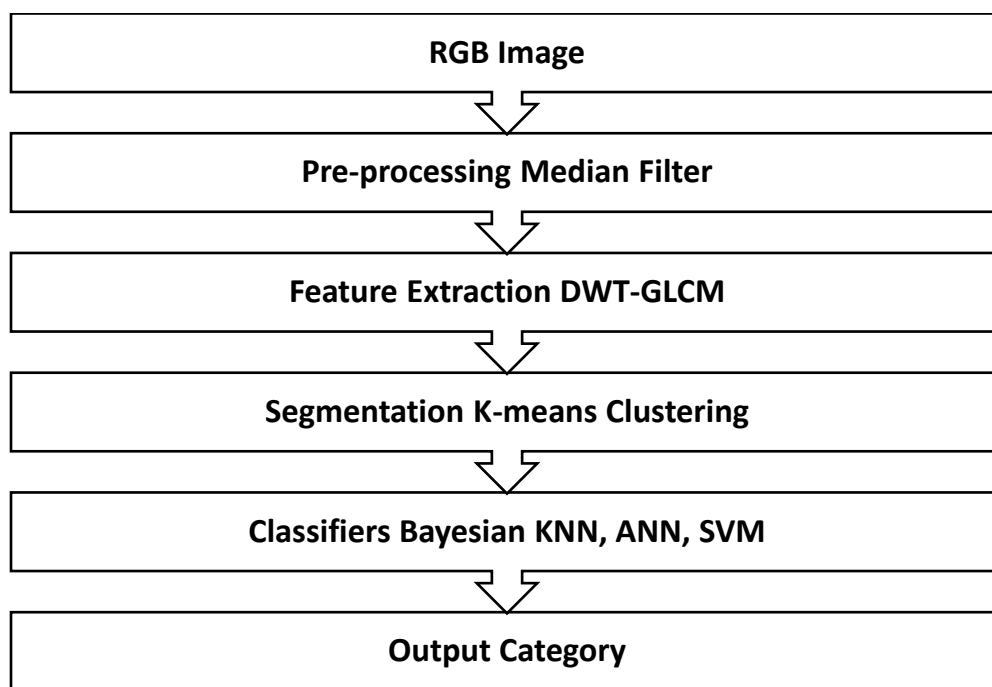 RGB Image
Pre-processing Median Filter
Feature Extraction DWT-GLCM
Segmentation K-means Clustering
Classifiers Bayesian KNN, ANN, SVM
Output Category